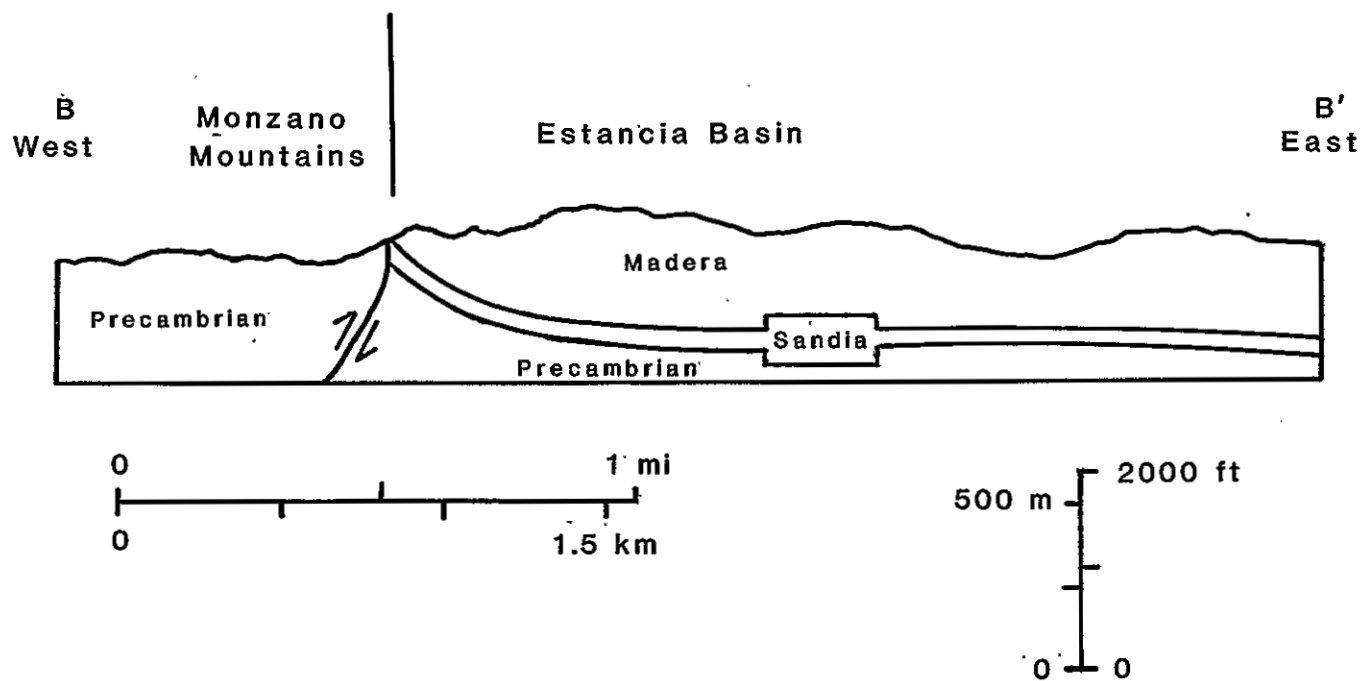 B
West
Monzano
Mountains
Estancia Basin
B'
East
Madera
Precambrian
Sandia
Precambrian
0 1 mi
0 1.5 km
2000 ft
500 m
0 0